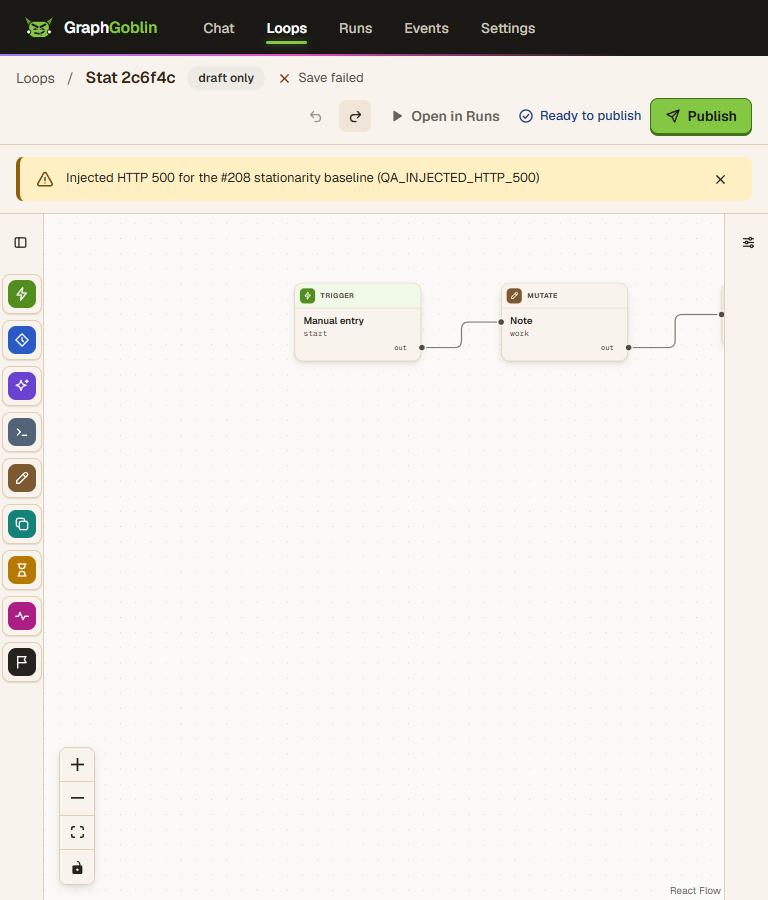 GraphGoblin
Chat
Loops
Runs
Events
Settings
Loops / Stat 2c6f4c draft only Save failed
Open in Runs
Ready to publish
Publish
Injected HTTP 500 for the #208 stationarity baseline (QA_INJECTED_HTTP_500)
TRIGGER
Manual entry
start
out
MUTATE
Note
work
out
React Flow